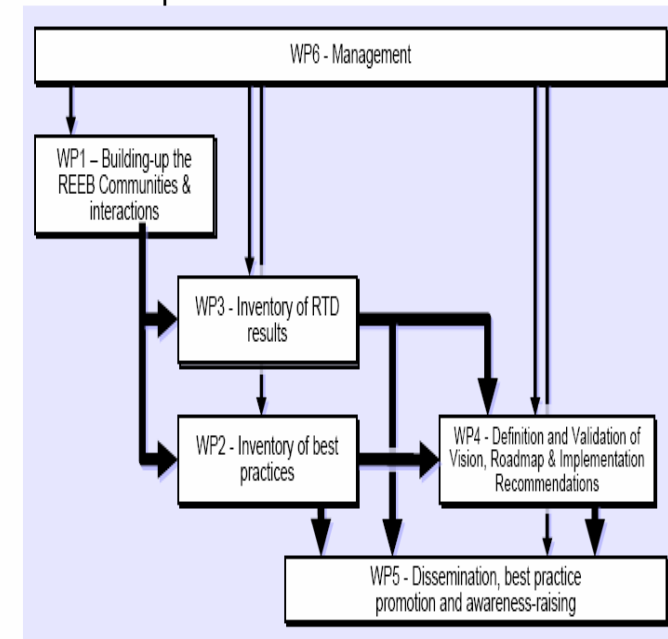 WP6 - Management
WP1 – Building-up the
REEB Communities &
interactions
WP3 - Inventory of RTD
results
WP2 - Inventory of best
practices
WP4 - Definition and Validation of
Vision, Roadmap & Implementation
Recommendations
WP5 - Dissemination, best practice
promotion and awareness-raising